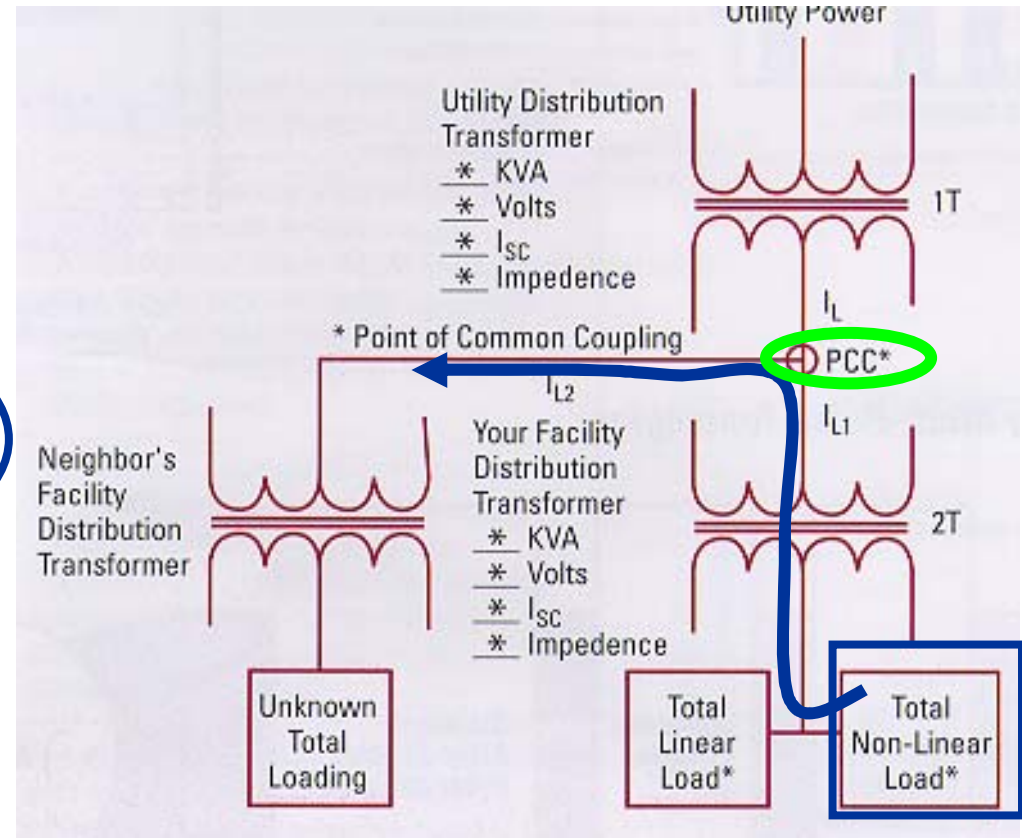 Utility Power
Utility Distribution
Transformer
* KVA
* Volts
* ISC
* Impedence
1T
IL
* Point of Common Coupling
PCC*
IL2
IL1
Neighbor's
Facility
Distribution
Transformer
Your Facility
Distribution
Transformer
* KVA
* Volts
* ISC
* Impedence
2T
Unknown
Total
Loading
Total
Linear
Load*
Total
Non-Linear
Load*